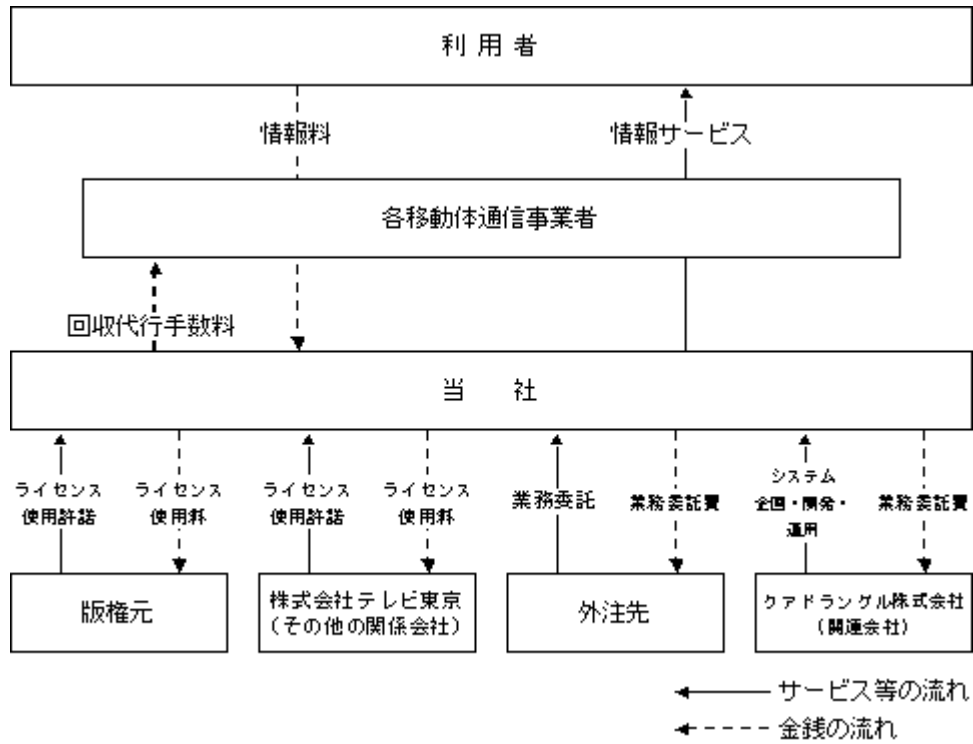 利用者
情報料
情報サービス
各移動体通信事業者
回収代行手数料
当 社
ライセンス
使用許諾
ライセンス
使用料
ライセンス
使用許諾
ライセンス
使用料
業務委託
業務委託費
システム
企画・開発・
運用
業務委託費
版権元
株式会社テレビ東京
(その他の関係会社)
外注先
クアドラングル株式会社
(関連会社)
サービス等の流れ
金銭の流れ